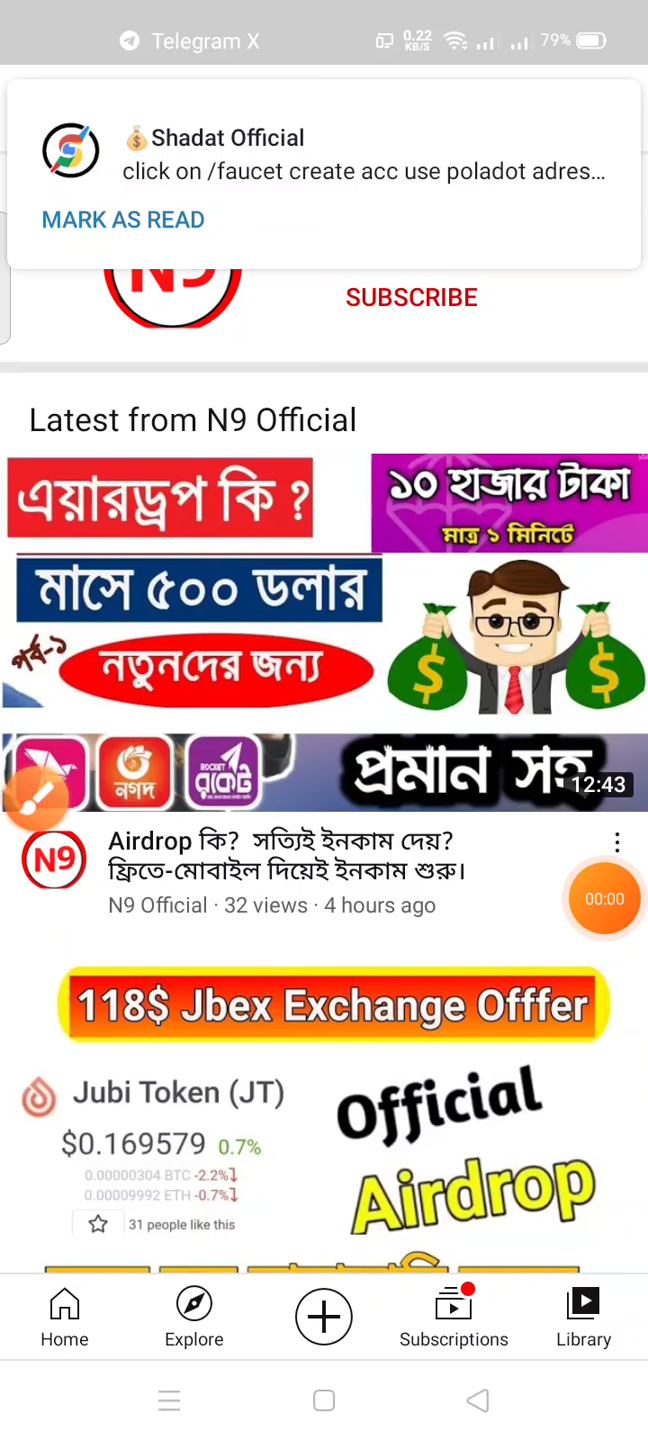 Telegram X 0.22 KB/S 79%
💰Shadat Official
click on /faucet create acc use poladot adres...
MARK AS READ
N9
SUBSCRIBE
Latest from N9 Official
এয়ারড্রপ কি ?
১০ হাজার টাকা
মাত্র ১ মিনিটে
মাসে ৫০০ ডলার
পর্ব-১
নতুনদের জন্য
নগদ
ROCKET
রকেট
প্রমান সহ
12:43
N9
Airdrop কি? সত্যিই ইনকাম দেয়?
ফ্রিতে-মোবাইল দিয়েই ইনকাম শুরু।
N9 Official · 32 views · 4 hours ago
00:00
118$ Jbex Exchange Offfer
Jubi Token (JT)
$0.169579 0.7%
0.00000304 BTC -2.2%
0.00009992 ETH -0.7%
31 people like this
Official
Airdrop
Home
Explore
Subscriptions
Library